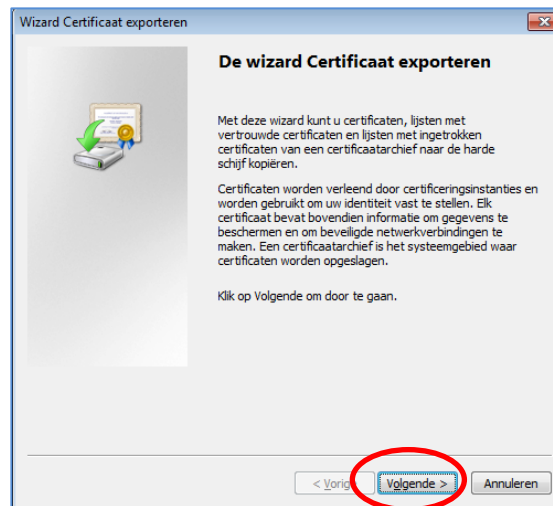 Wizard Certificaat exporteren
De wizard Certificaat exporteren
Met deze wizard kunt u certificaten, lijsten met
vertrouwde certificaten en lijsten met ingetrokken
certificaten van een certificaatarchief naar de harde
schijf kopiëren.
Certificaten worden verleend door certificeringsinstanties en
worden gebruikt om uw identiteit vast te stellen. Elk
certificaat bevat bovendien informatie om gegevens te
beschermen en om beveiligde netwerkverbindingen te
maken. Een certificaatarchief is het systeemgebied waar
certificaten worden opgeslagen.
Klik op Volgende om door te gaan.
< Vorig Volgende > Annuleren